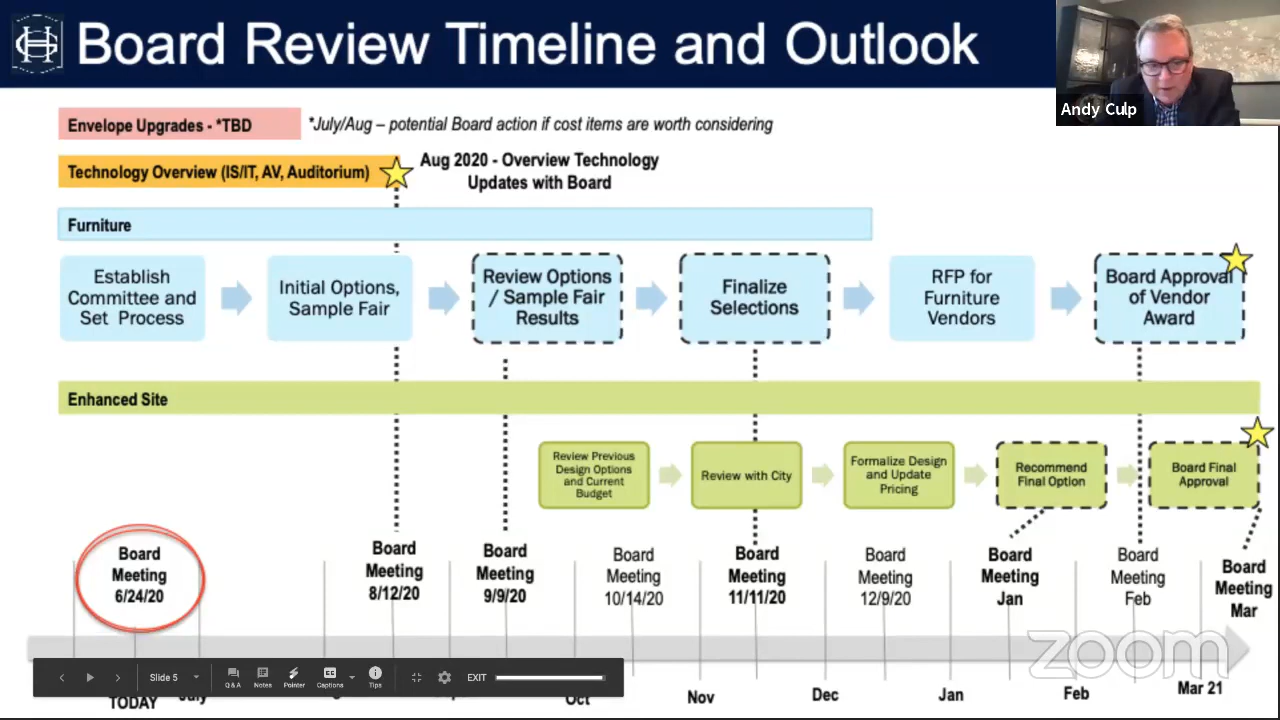 Board Review Timeline and Outlook
Andy Culp
Envelope Upgrades - *TBD
*July/Aug – potential Board action if cost items are worth considering
Technology Overview (IS/IT, AV, Auditorium)
Aug 2020 - Overview Technology
Updates with Board
Furniture
Establish
Committee and
Set Process
Initial Options,
Sample Fair
Review Options
/ Sample Fair
Results
Finalize
Selections
RFP for
Furniture
Vendors
Board Approval
of Vendor
Award
Enhanced Site
Review Previous
Design Options
and Current
Budget
Review with City
Formalize Design
and Update
Pricing
Recommend
Final Option
Board Final
Approval
Board
Meeting
6/24/20
Board
Meeting
8/12/20
Board
Meeting
9/9/20
Board
Meeting
10/14/20
Board
Meeting
11/11/20
Board
Meeting
12/9/20
Board
Meeting
Jan
Board
Meeting
Feb
Board
Meeting
Mar
zoom
Slide 5
Q & A
Notes
Pointer
Captions
Tips
EXIT
TODAY
July
Oct
Nov
Dec
Jan
Feb
Mar 21